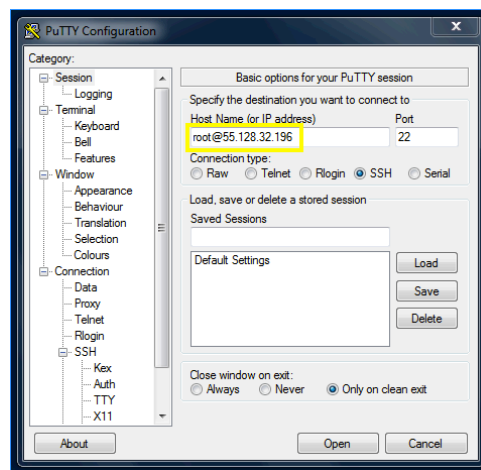 PuTTY Configuration
x
Category:
Session
Logging
Terminal
Keyboard
Bell
Features
Window
Appearance
Behaviour
Translation
Selection
Colours
Connection
Data
Proxy
Telnet
Rlogin
SSH
Kex
Auth
TTY
X11
Basic options for your PuTTY session
Specify the destination you want to connect to
Host Name (or IP address) Port
root@55.128.32.196 22
Connection type:
Raw Telnet Rlogin SSH Serial
Load, save or delete a stored session
Saved Sessions
Default Settings
Load
Save
Delete
Close window on exit:
Always Never Only on clean exit
About Open Cancel